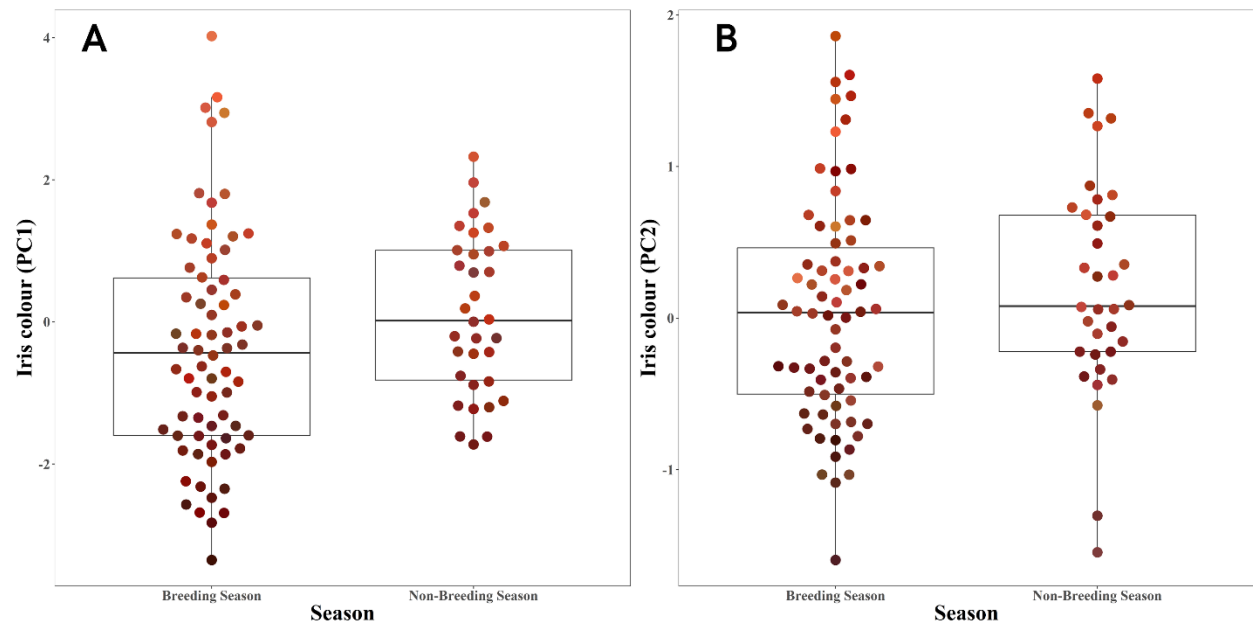 A
Iris colour (PC1)
4
2
0
-2
Breeding Season
Non-Breeding Season
Season
B
Iris colour (PC2)
2
1
0
-1
Breeding Season
Non-Breeding Season
Season